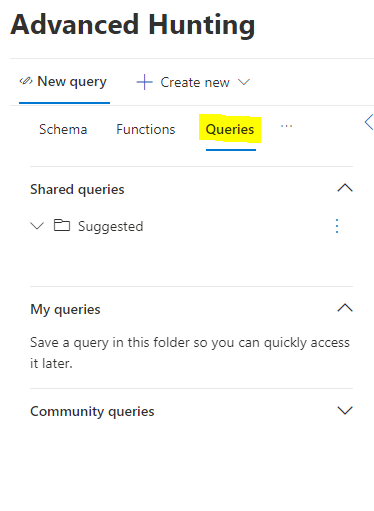 Advanced Hunting
New query
Create new
Schema Functions Queries ...
Shared queries
Suggested
My queries
Save a query in this folder so you can quickly access
it later.
Community queries